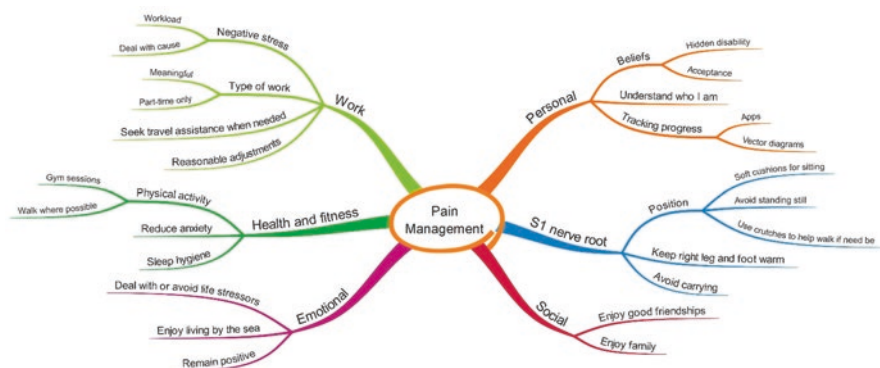 Pain
Management
Work
Negative stress
Workload
Deal with cause
Type of work
Meaningful
Part-time only
Seek travel assistance when needed
Reasonable adjustments
Health and fitness
Physical activity
Gym sessions
Walk where possible
Reduce anxiety
Sleep hygiene
Emotional
Deal with or avoid life stressors
Enjoy living by the sea
Remain positive
Personal
Beliefs
Hidden disability
Acceptance
Understand who I am
Tracking progress
Apps
Vector diagrams
S1 nerve root
Position
Soft cushions for sitting
Avoid standing still
Use crutches to help walk if need be
Keep right leg and foot warm
Avoid carrying
Social
Enjoy good friendships
Enjoy family